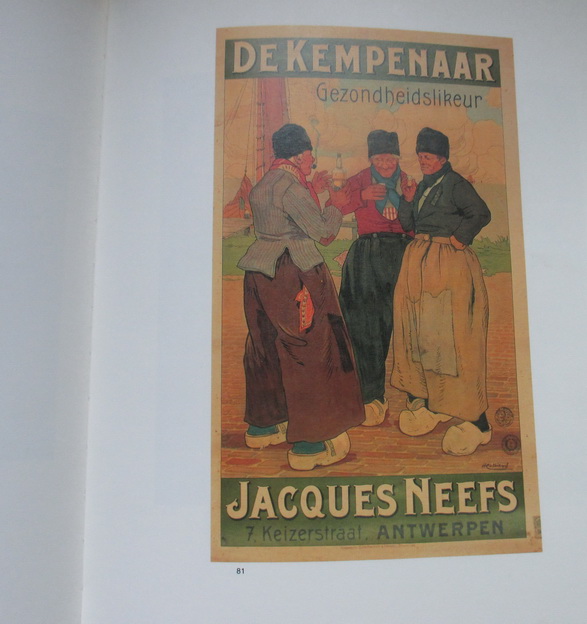 DE KEMPENAAR
Gezondheidslikeur
JACQUES NEEFS
7, Keizerstraat, ANTWERPEN
81